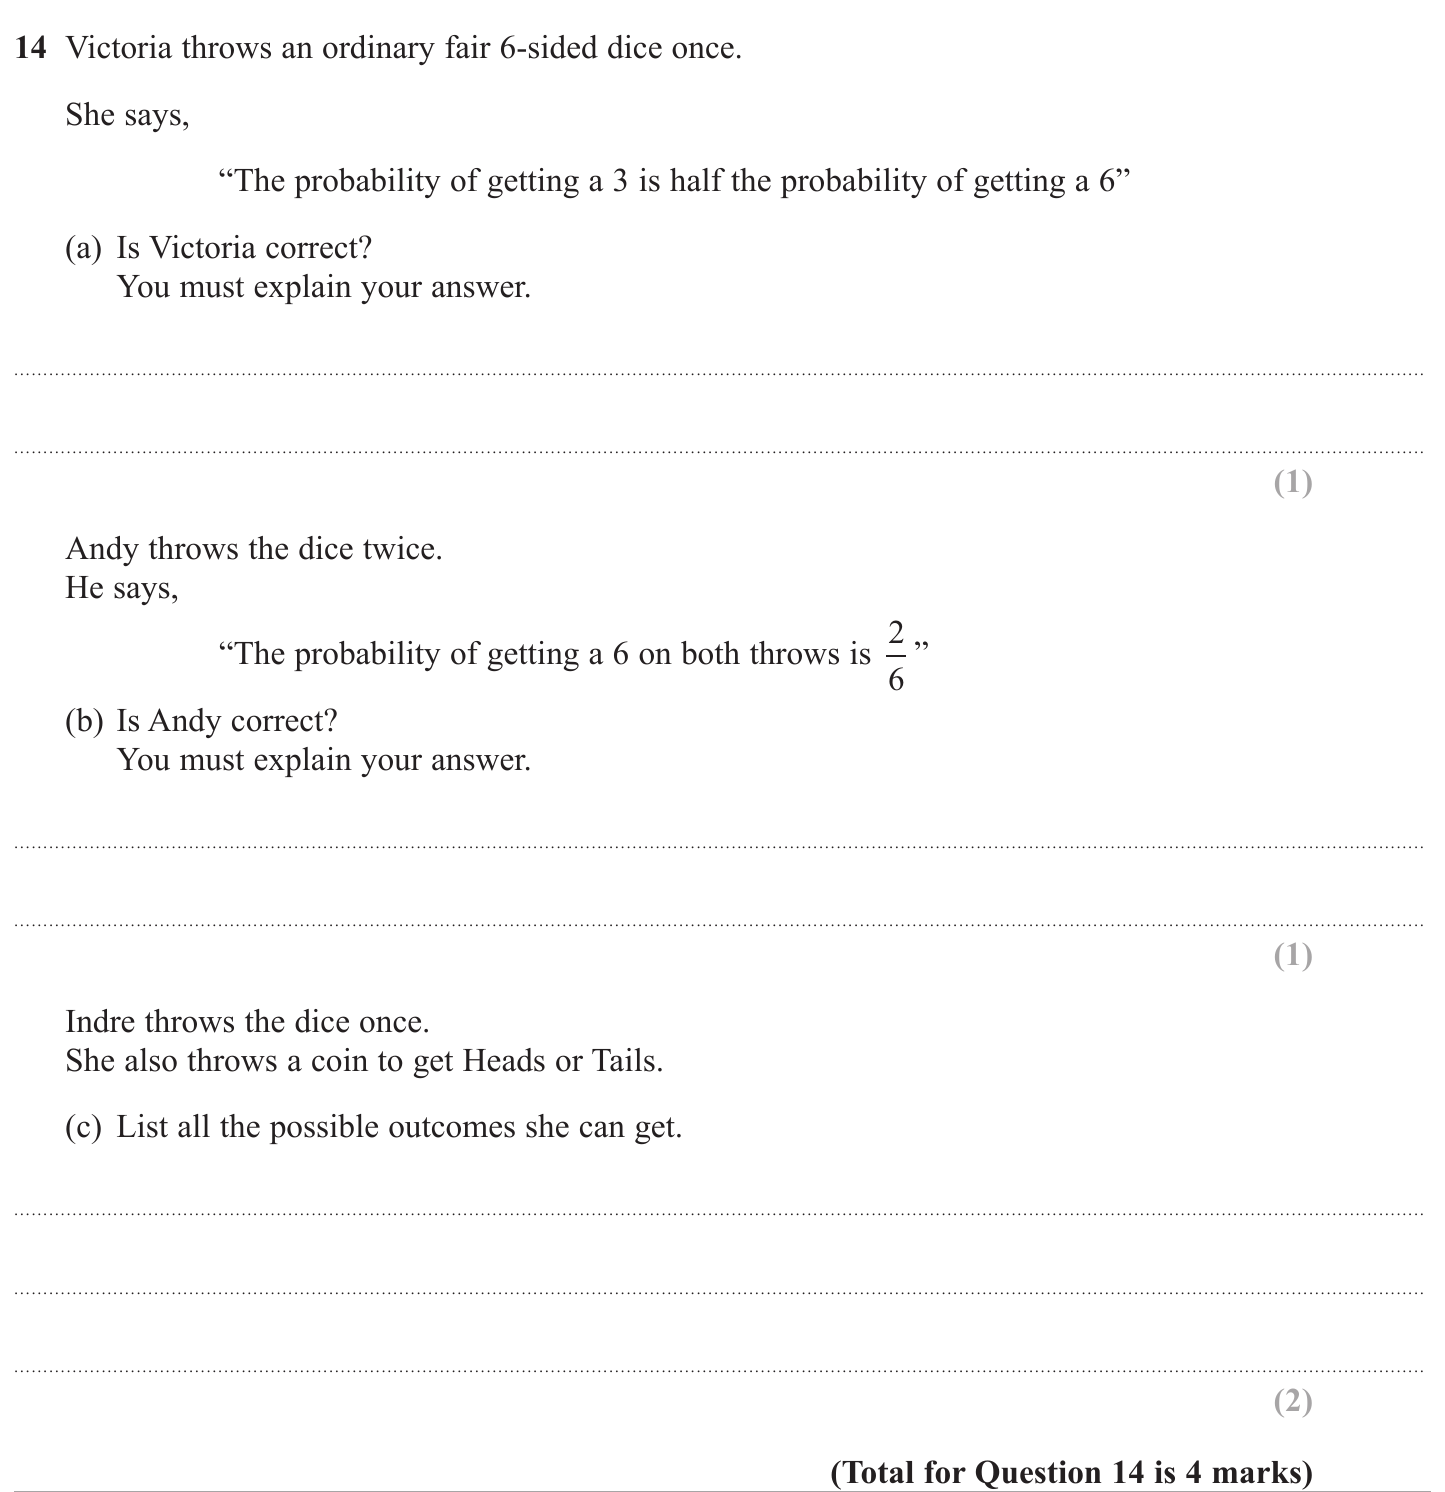 14 Victoria throws an ordinary fair 6-sided dice once.
She says,
“The probability of getting a 3 is half the probability of getting a 6”
(a) Is Victoria correct?
You must explain your answer.
(1)
Andy throws the dice twice.
He says,
“The probability of getting a 6 on both throws is 2/6”
(b) Is Andy correct?
You must explain your answer.
(1)
Indre throws the dice once.
She also throws a coin to get Heads or Tails.
(c) List all the possible outcomes she can get.
(2)
(Total for Question 14 is 4 marks)